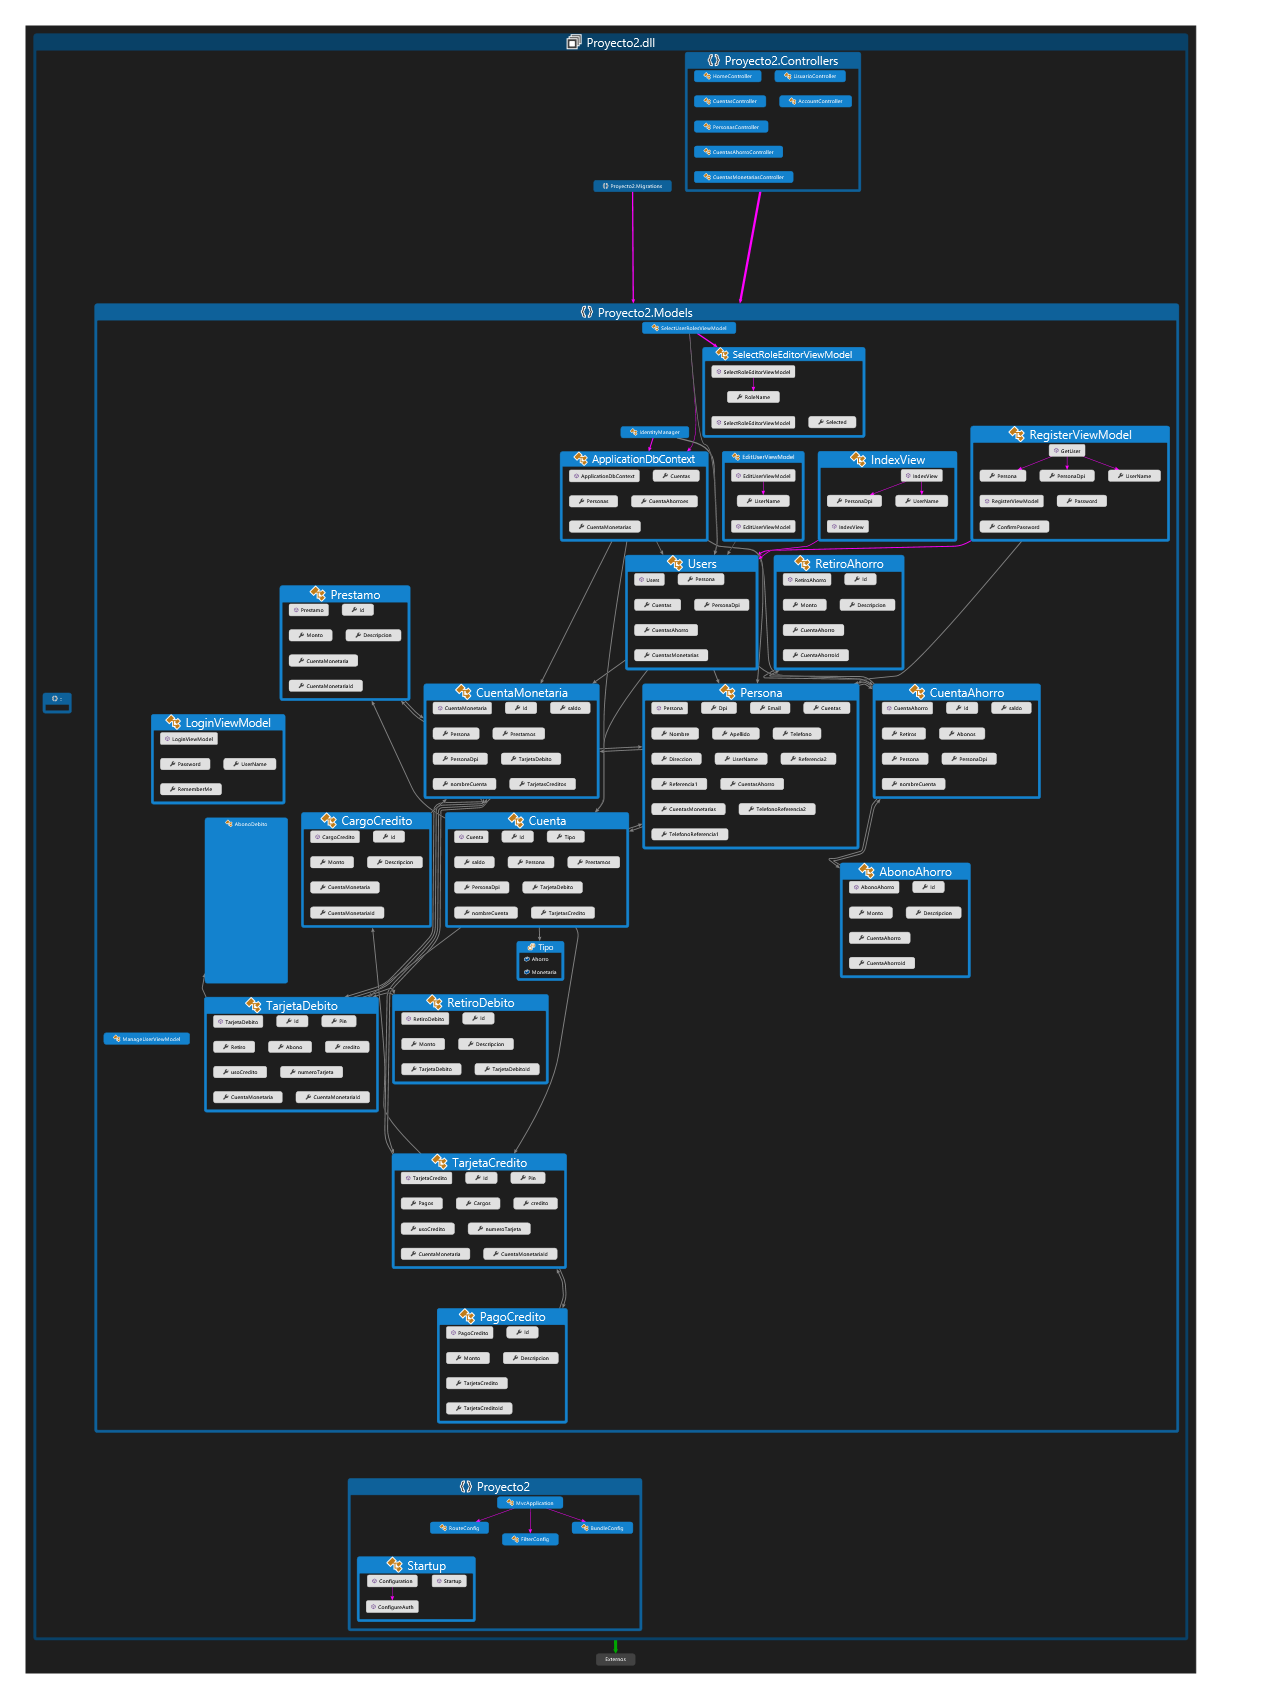 Proyecto2.dll
Proyecto2.Controllers
HomeController UsuarioController
CuentasController AccountController
PersonasController
CuentasAhorroController
CuentasMonetariasController
Proyecto2.Migrations
Proyecto2.Models
SelectUserRolesViewModel
SelectRoleEditorViewModel
SelectRoleEditorViewModel
RoleName
SelectRoleEditorViewModel Selected
IdentityManager
ApplicationDbContext
ApplicationDbContext Cuentas
Personas CuentaAhorroes
CuentaMonetarias
EditUserViewModel
EditUserViewModel
UserName
EditUserViewModel
IndexView
IndexView
PersonaDpi UserName
IndexView
RegisterViewModel
GetUser
Persona PersonaDpi UserName
RegisterViewModel Password
ConfirmPassword
Users
Users Persona
Cuentas PersonaDpi
CuentasAhorro
CuentasMonetarias
RetiroAhorro
RetiroAhorro Id
Monto Descripcion
CuentaAhorro
CuentaAhorroId
Prestamo
Prestamo Id
Monto Descripcion
CuentaMonetaria
CuentaMonetariaId
CuentaMonetaria
CuentaMonetaria Id saldo
Persona Prestamos
PersonaDpi TarjetaDebito
nombreCuenta TarjetasCreditos
Persona
Persona Dpi Email Cuentas
Nombre Apellido Telefono
Direccion UserName Referencia2
Referencia1 CuentasAhorro
CuentasMonetarias TelefonoReferencia2
TelefonoReferencia1
CuentaAhorro
CuentaAhorro Id saldo
Retiros Abonos
Persona PersonaDpi
nombreCuenta
LoginViewModel
LoginViewModel
Password UserName
RememberMe
AbonoDebito
CargoCredito
CargoCredito Id
Monto Descripcion
CuentaMonetaria
CuentaMonetariaId
Cuenta
Cuenta Id Tipo
saldo Persona Prestamos
PersonaDpi TarjetaDebito
nombreCuenta TarjetasCredito
Tipo
Ahorro
Monetaria
AbonoAhorro
AbonoAhorro Id
Monto Descripcion
CuentaAhorro
CuentaAhorroId
ManageUserViewModel
TarjetaDebito
TarjetaDebito Id Pin
Retiro Abono credito
usoCredito numeroTarjeta
CuentaMonetaria CuentaMonetariaId
RetiroDebito
RetiroDebito Id
Monto Descripcion
TarjetaDebito TarjetaDebitoId
TarjetaCredito
TarjetaCredito Id Pin
Pagos Cargos credito
usoCredito numeroTarjeta
CuentaMonetaria CuentaMonetariaId
PagoCredito
PagoCredito Id
Monto Descripcion
TarjetaCredito
TarjetaCreditoId
Proyecto2
MvcApplication
RouteConfig FilterConfig BundleConfig
Startup
Configuration Startup
ConfigureAuth
Externos